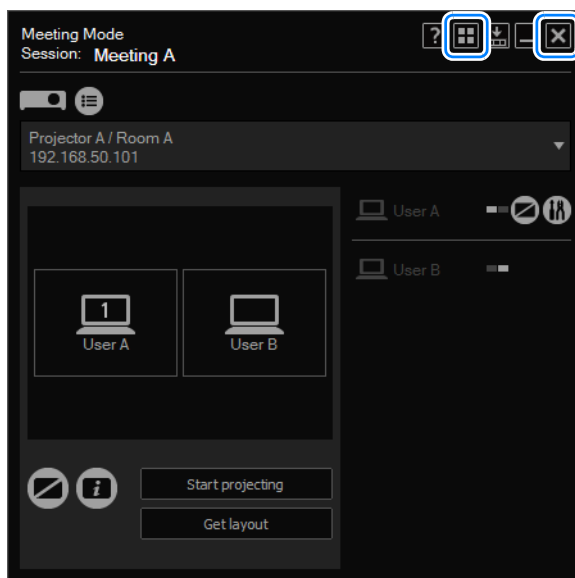 Meeting Mode
Session: Meeting A
?
Projector A / Room A
192.168.50.101
User A
User B
1
User A
User B
i
Start projecting
Get layout